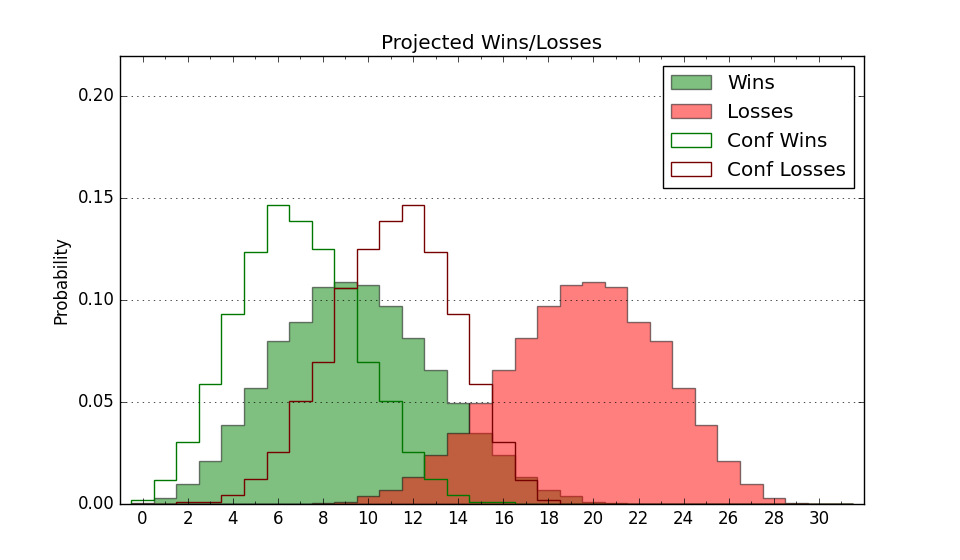 Projected Wins/Losses
Wins
Losses
Conf Wins
Conf Losses
Probability
0.20
0.15
0.10
0.05
0.00
0 2 4 6 8 10 12 14 16 18 20 22 24 26 28 30